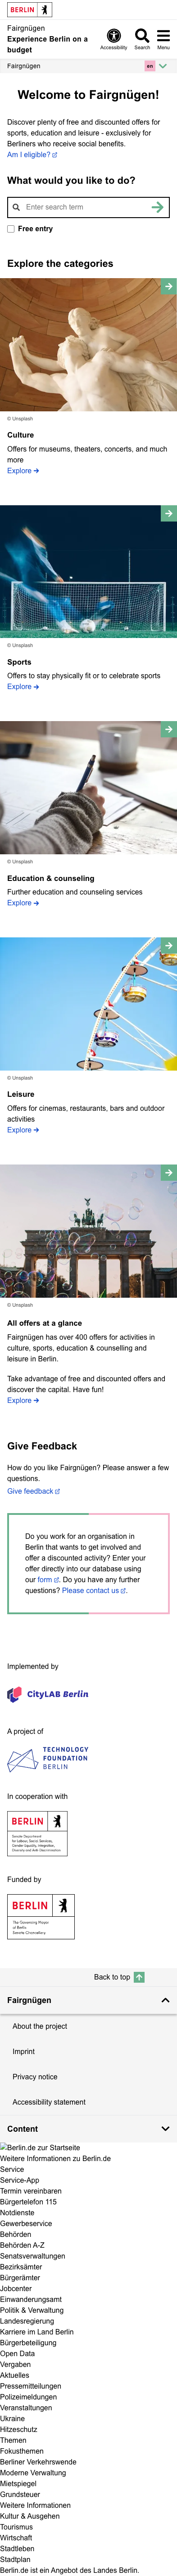 BERLIN
Fairgnügen
Experience Berlin on a
budget
Accessibility
Search
Menu
Fairgnügen
en
Welcome to Fairgnügen!
Discover plenty of free and discounted offers for
sports, education and leisure - exclusively for
Berliners who receive social benefits.
Am I eligible?
What would you like to do?
Enter search term
Free entry
Explore the categories
© Unsplash
Culture
Offers for museums, theaters, concerts, and much
more
Explore
© Unsplash
Sports
Offers to stay physically fit or to celebrate sports
Explore
© Unsplash
Education & counseling
Further education and counseling services
Explore
© Unsplash
Leisure
Offers for cinemas, restaurants, bars and outdoor
activities
Explore
© Unsplash
All offers at a glance
Fairgnügen has over 400 offers for activities in
culture, sports, education & counselling and
leisure in Berlin.
Take advantage of free and discounted offers and
discover the capital. Have fun!
Explore
Give Feedback
How do you like Fairgnügen? Please answer a few
questions.
Give feedback
Do you work for an organisation in
Berlin that wants to get involved and
offer a discounted activity? Enter your
offer directly into our database using
our form. Do you have any further
questions? Please contact us.
Implemented by
CityLAB Berlin
A project of
TECHNOLOGY
FOUNDATION
BERLIN
In cooperation with
BERLIN
Senate Department
for Labour, Social Services,
Gender Equality, Integration,
Diversity and Anti-Discrimination
Funded by
BERLIN
The Governing Mayor
of Berlin
Senate Chancellery
Back to top
Fairgnügen
About the project
Imprint
Privacy notice
Accessibility statement
Content
Berlin.de zur Startseite
Weitere Informationen zu Berlin.de
Service
Service-App
Termin vereinbaren
Bürgertelefon 115
Notdienste
Gewerbeservice
Behörden
Behörden A-Z
Senatsverwaltungen
Bezirksämter
Bürgerämter
Jobcenter
Einwanderungsamt
Politik & Verwaltung
Landesregierung
Karriere im Land Berlin
Bürgerbeteiligung
Open Data
Vergaben
Aktuelles
Pressemitteilungen
Polizeimeldungen
Veranstaltungen
Ukraine
Hitzeschutz
Themen
Fokusthemen
Berliner Verkehrswende
Moderne Verwaltung
Mietspiegel
Grundsteuer
Weitere Informationen
Kultur & Ausgehen
Tourismus
Wirtschaft
Stadtleben
Stadtplan
Berlin.de ist ein Angebot des Landes Berlin.